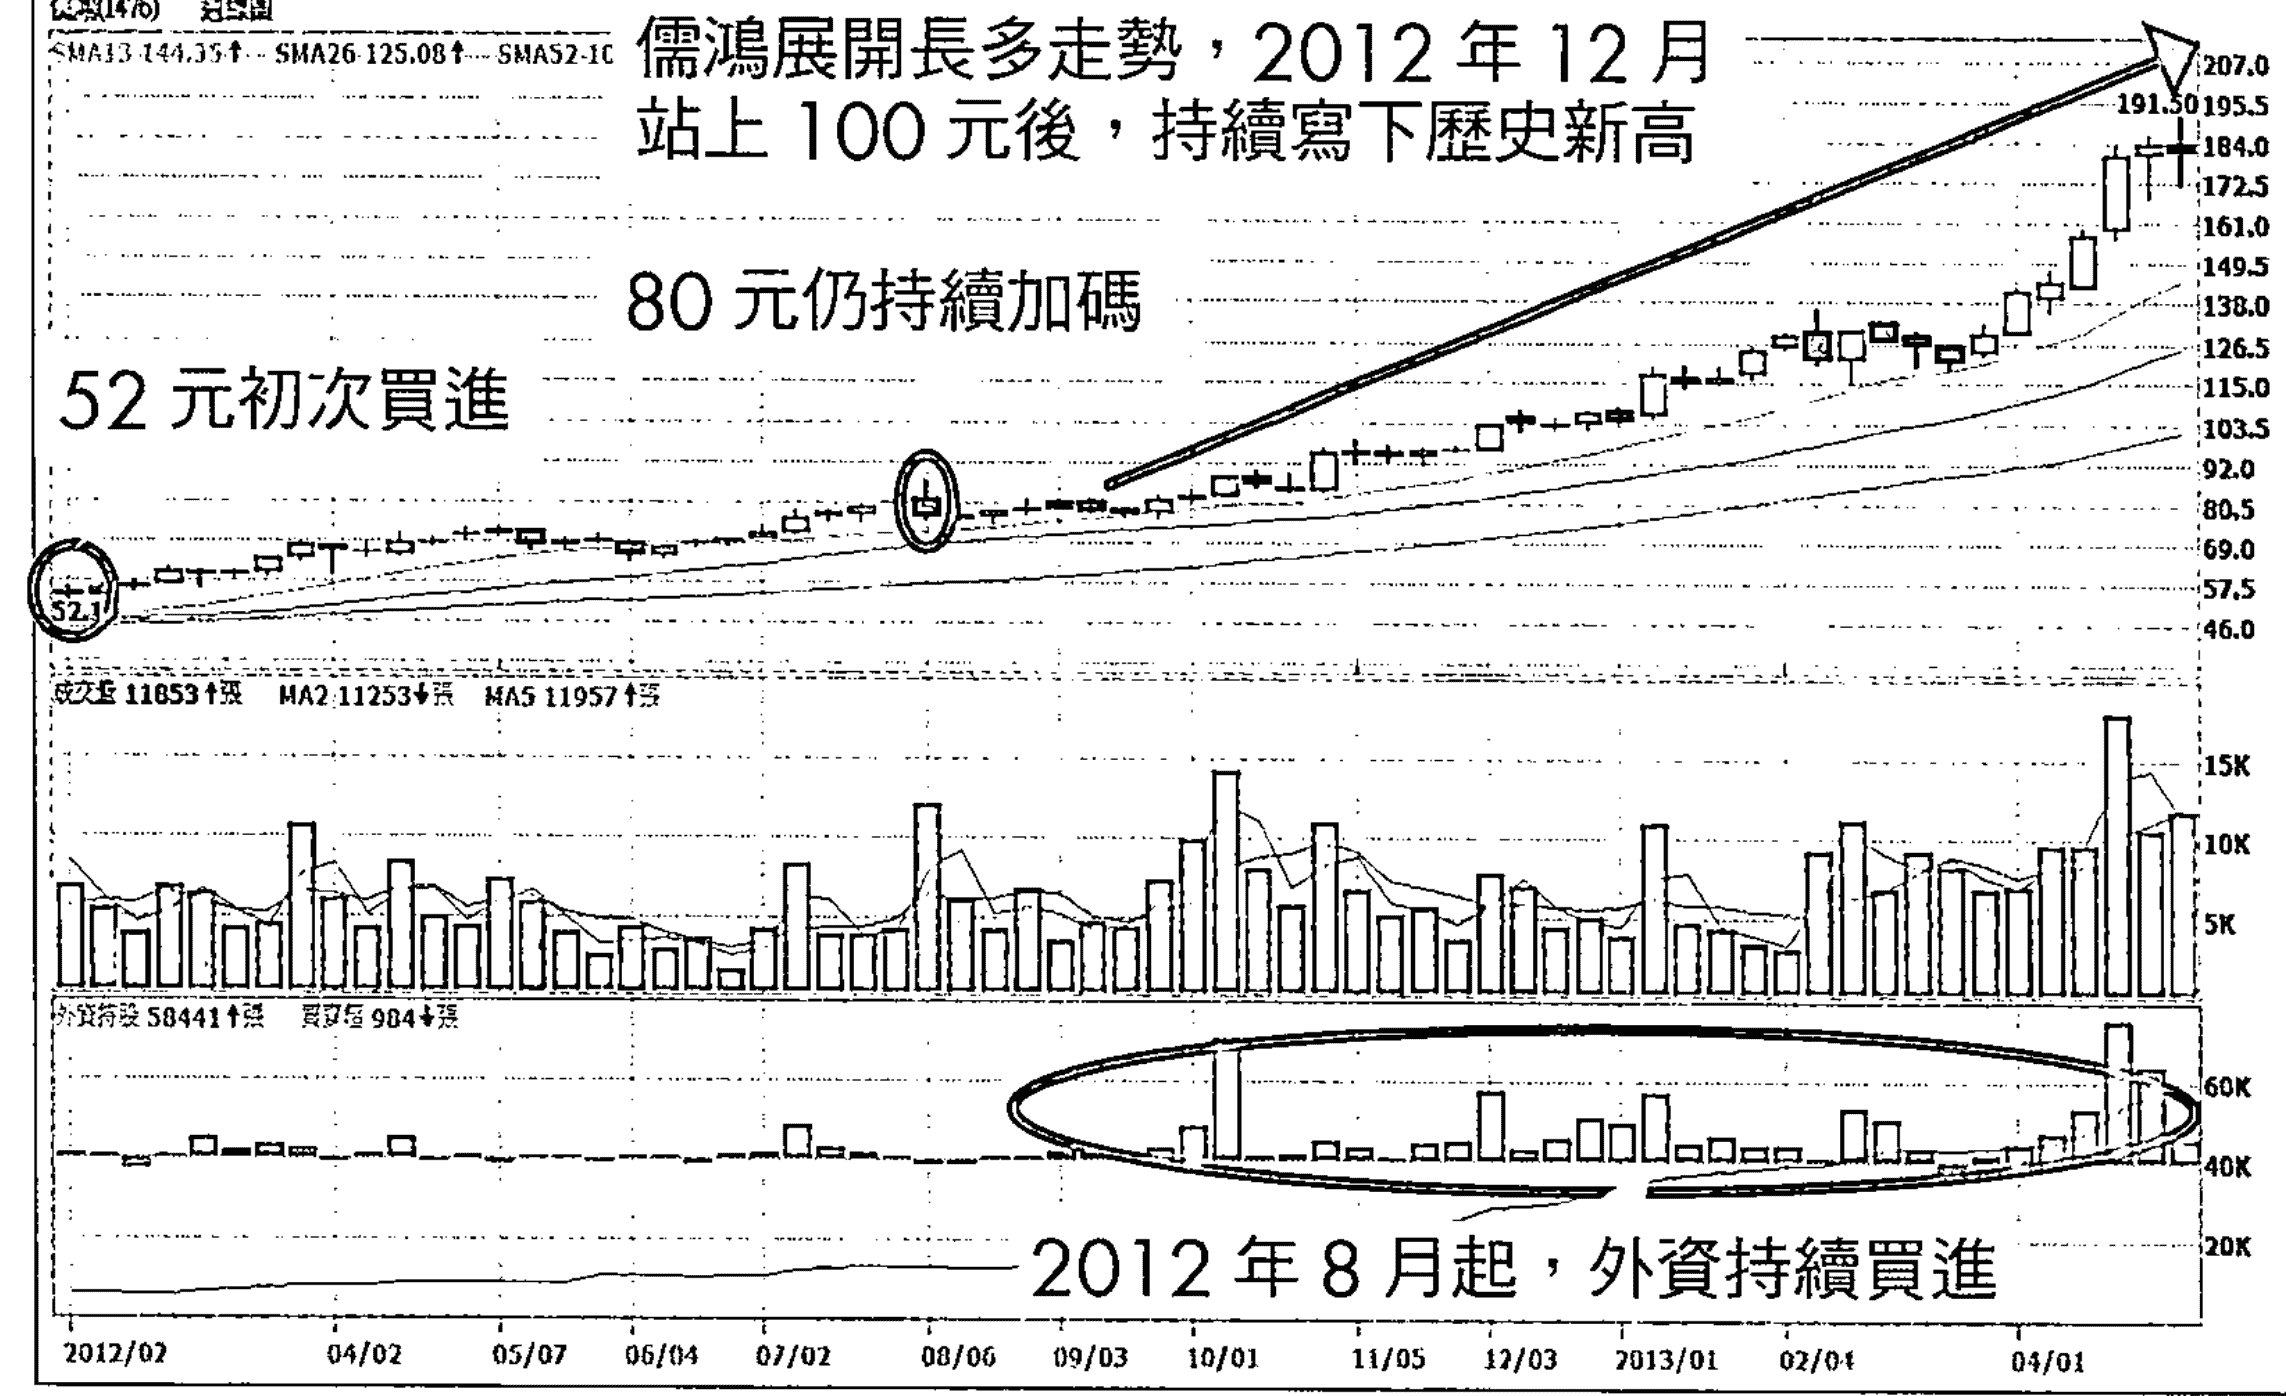 (1476)
SMA13 144.35↑ SMA26 125.08↑ SMA52 10
儒鴻展開長多走勢，2012 年 12 月
站上 100 元後，持續寫下歷史新高
80 元仍持續加碼
52 元初次買進
52.1
191.50
207.0
195.5
184.0
172.5
161.0
149.5
138.0
126.5
115.0
103.5
92.0
80.5
69.0
57.5
46.0
成交量 11853↑張 MA2 11253↓張 MA5 11957↑張
15K
10K
5K
外資持股 58441↑張 買賣超 984↓張
60K
40K
20K
2012 年 8 月起，外資持續買進
2012/02 04/02 05/07 06/04 07/02 08/06 09/03 10/01 11/05 12/03 2013/01 02/04 04/01